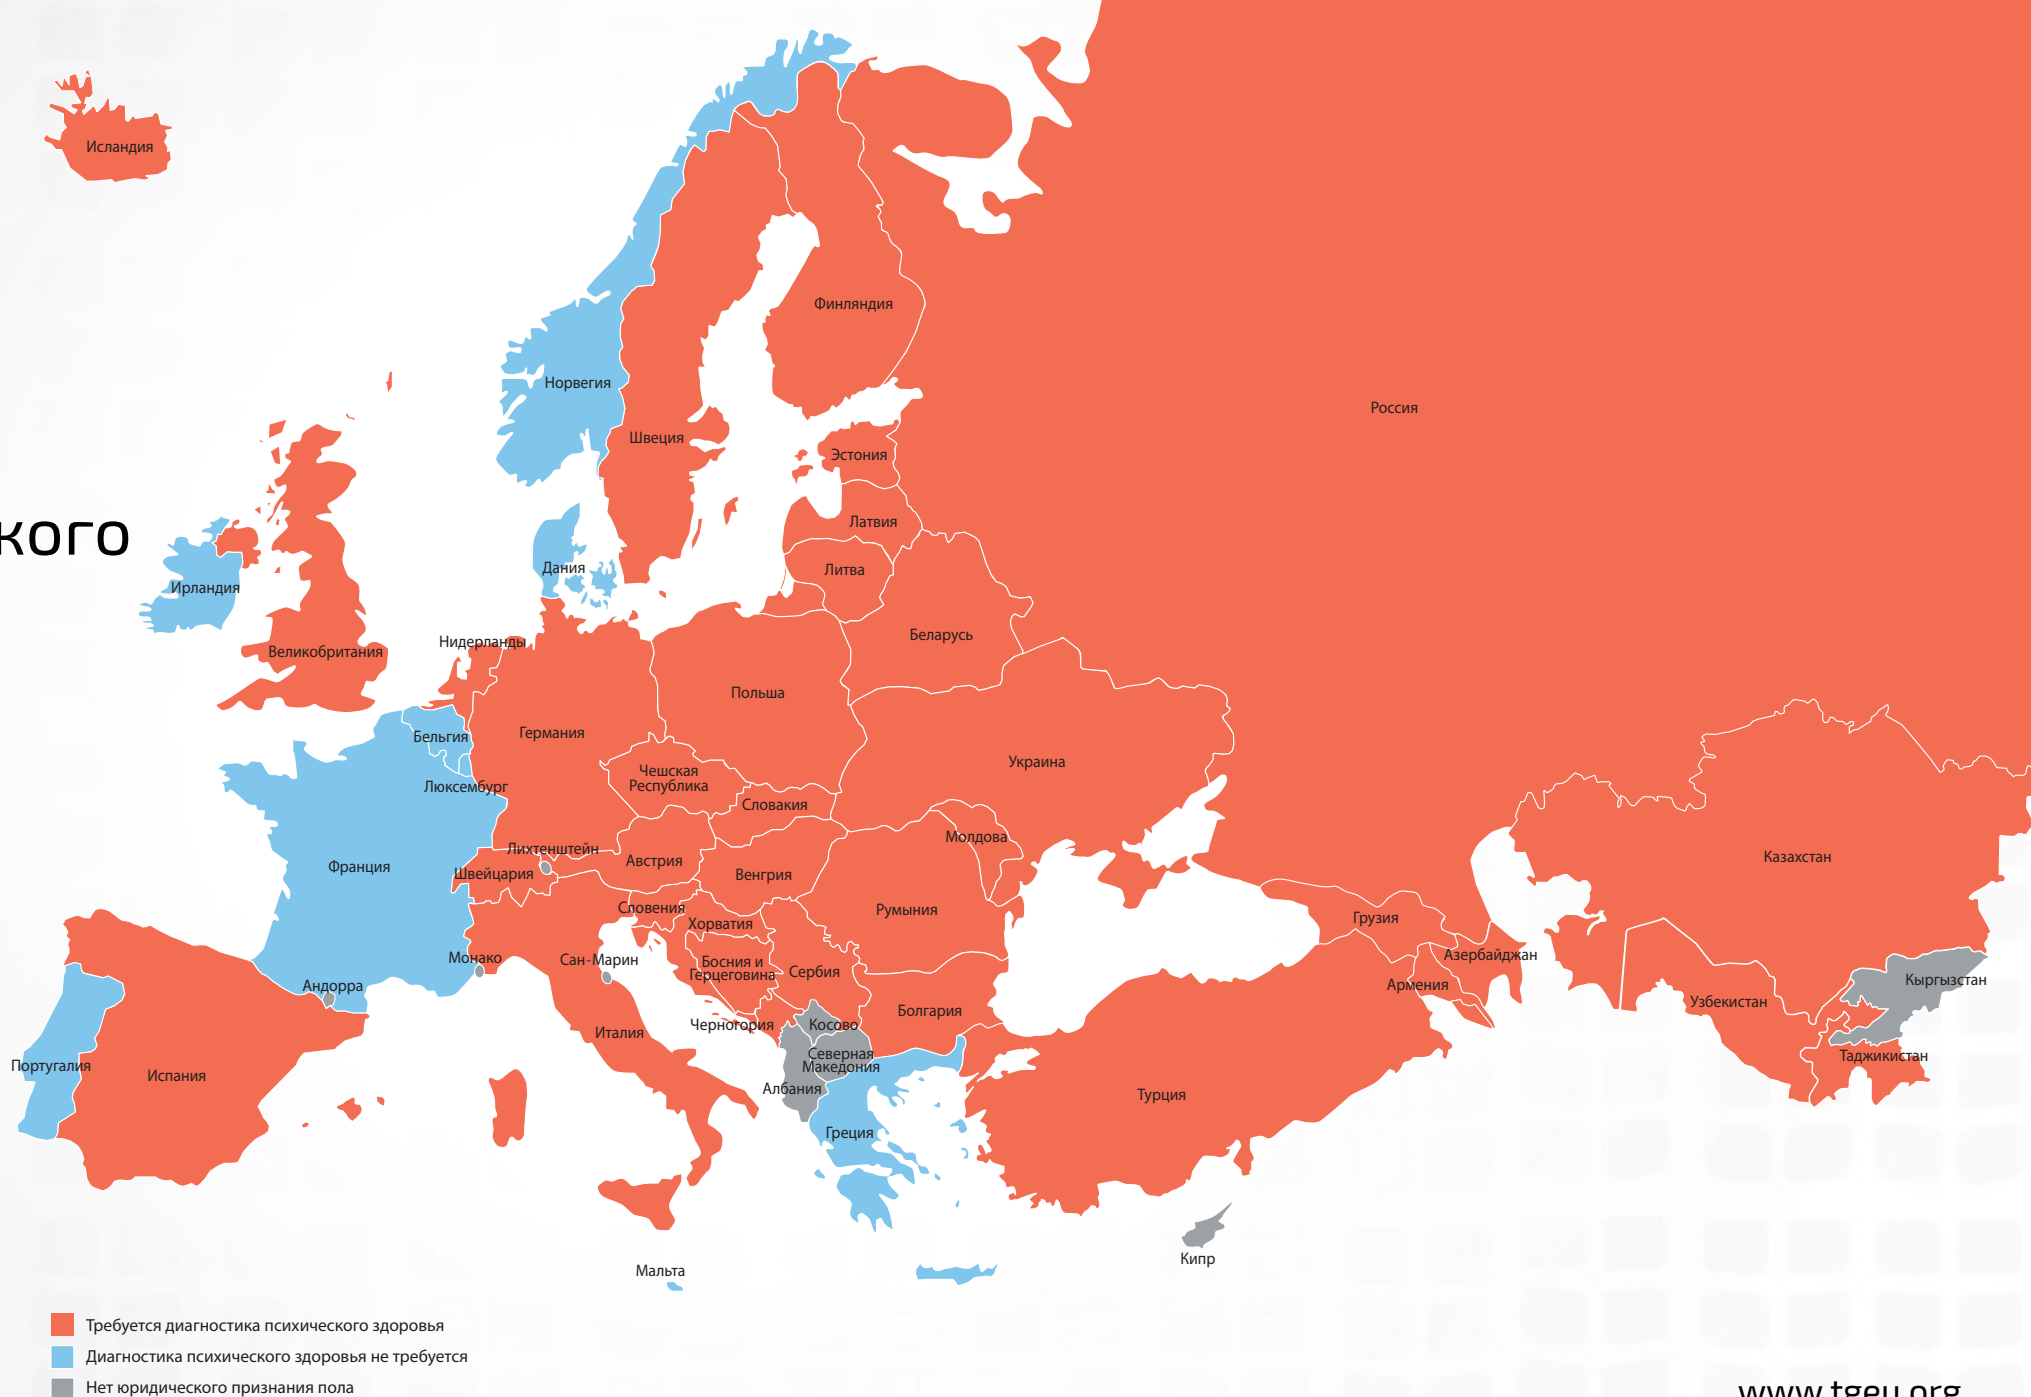 Исландия
Финляндия
Норвегия
Россия
Швеция
Эстония
Латвия
кого
Дания
Литва
Ирландия
Беларусь
Нидерланды
Великобритания
Польша
Германия
Бельгия
Украина
Чешская
Республика
Люксембург
Словакия
Молдова
Лихтенштейн
Австрия
Казахстан
Франция
Швейцария
Венгрия
Словения
Румыния
Хорватия
Грузия
Монако
Сан-Марин
Босния и
Герцеговина
Сербия
Азербайджан
Андорра
Армения
Кыргызстан
Узбекистан
Болгария
Черногория
Косово
Италия
Северная
Македония
Таджикистан
Португалия
Испания
Албания
Турция
Греция
Кипр
Мальта
Требуется диагностика психического здоровья
Диагностика психического здоровья не требуется
Нет юридического признания пола
www.tgeu.org